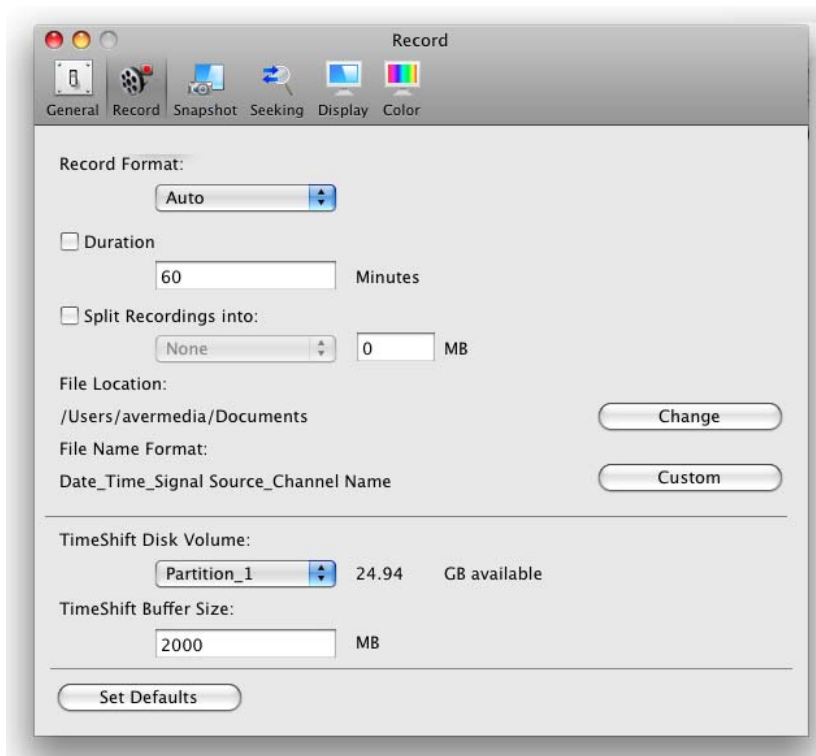 Record
General Record Snapshot Seeking Display Color
Record Format:
Auto
Duration
60 Minutes
Split Recordings into:
None 0 MB
File Location:
/Users/avermedia/Documents Change
File Name Format:
Date_Time_Signal Source_Channel Name Custom
TimeShift Disk Volume:
Partition_1 24.94 GB available
TimeShift Buffer Size:
2000 MB
Set Defaults